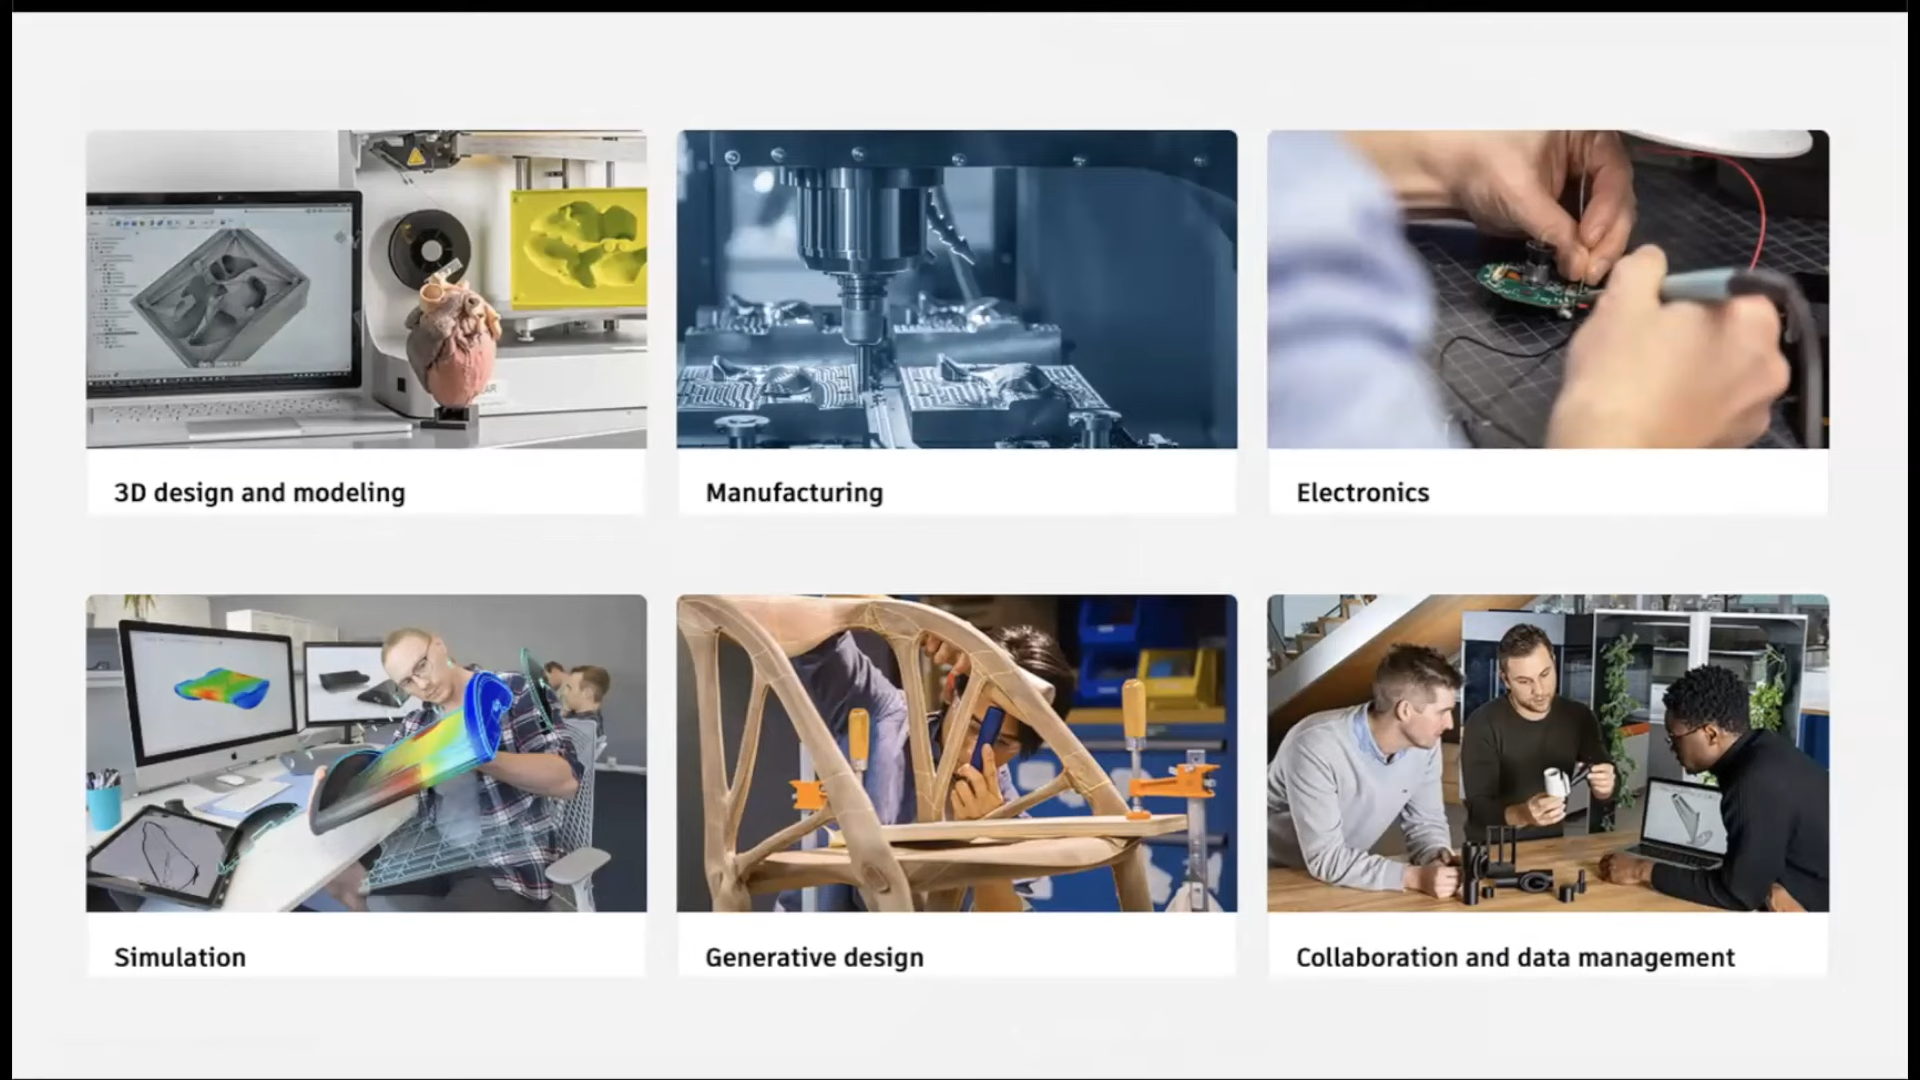 3D design and modeling
Manufacturing
Electronics
Simulation
Generative design
Collaboration and data management